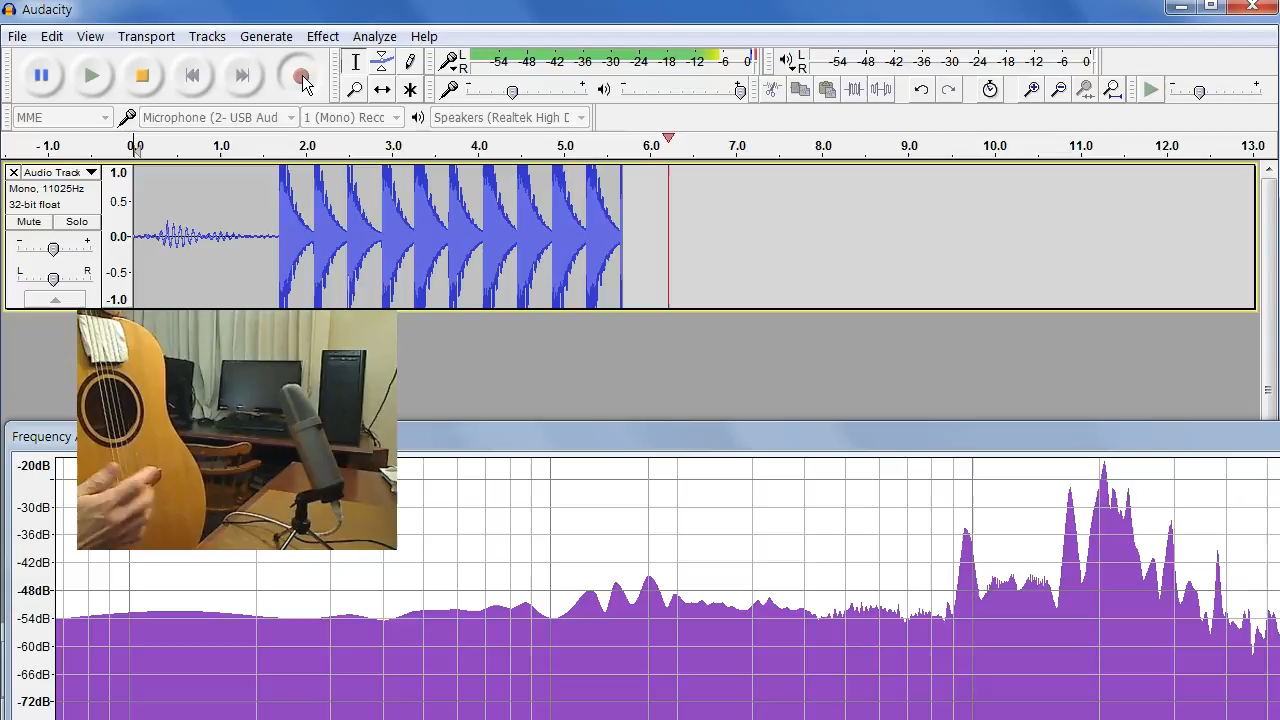 Audacity
File Edit View Transport Tracks Generate Effect Analyze Help
L R -54 -48 -42 -36 -30 -24 -18 -12 -6 0 L R -54 -48 -42 -36 -30 -24 -18 -12 -6 0
MME Microphone (2- USB Aud 1 (Mono) Recc Speakers (Realtek High D
-1.0 0.0 1.0 2.0 3.0 4.0 5.0 6.0 7.0 8.0 9.0 10.0 11.0 12.0 13.0
Audio Track 1.0
Mono, 11025Hz
32-bit float 0.5
Mute Solo
- + 0.0
L R -0.5
-1.0
Frequency A
-20dB
-30dB
-36dB
-42dB
-48dB
-54dB
-60dB
-66dB
-72dB